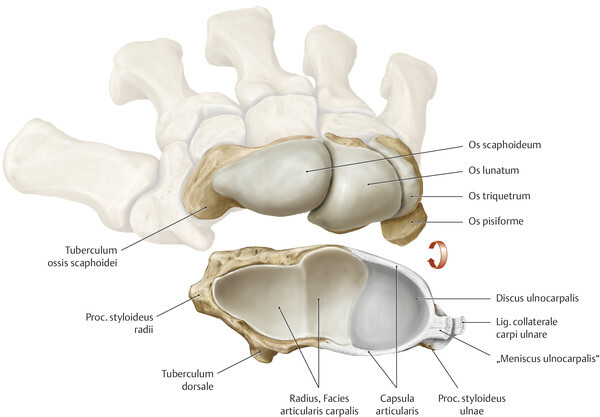 Os scaphoideum
Os lunatum
Os triquetrum
Os pisiforme
Tuberculum
ossis scaphoidei
Discus ulnocarpalis
Lig. collaterale
carpi ulnare
„Meniscus ulnocarpalis“
Proc. styloideus
radii
Tuberculum
dorsale
Radius, Facies
articularis carpalis
Capsula
articularis
Proc. styloideus
ulnae